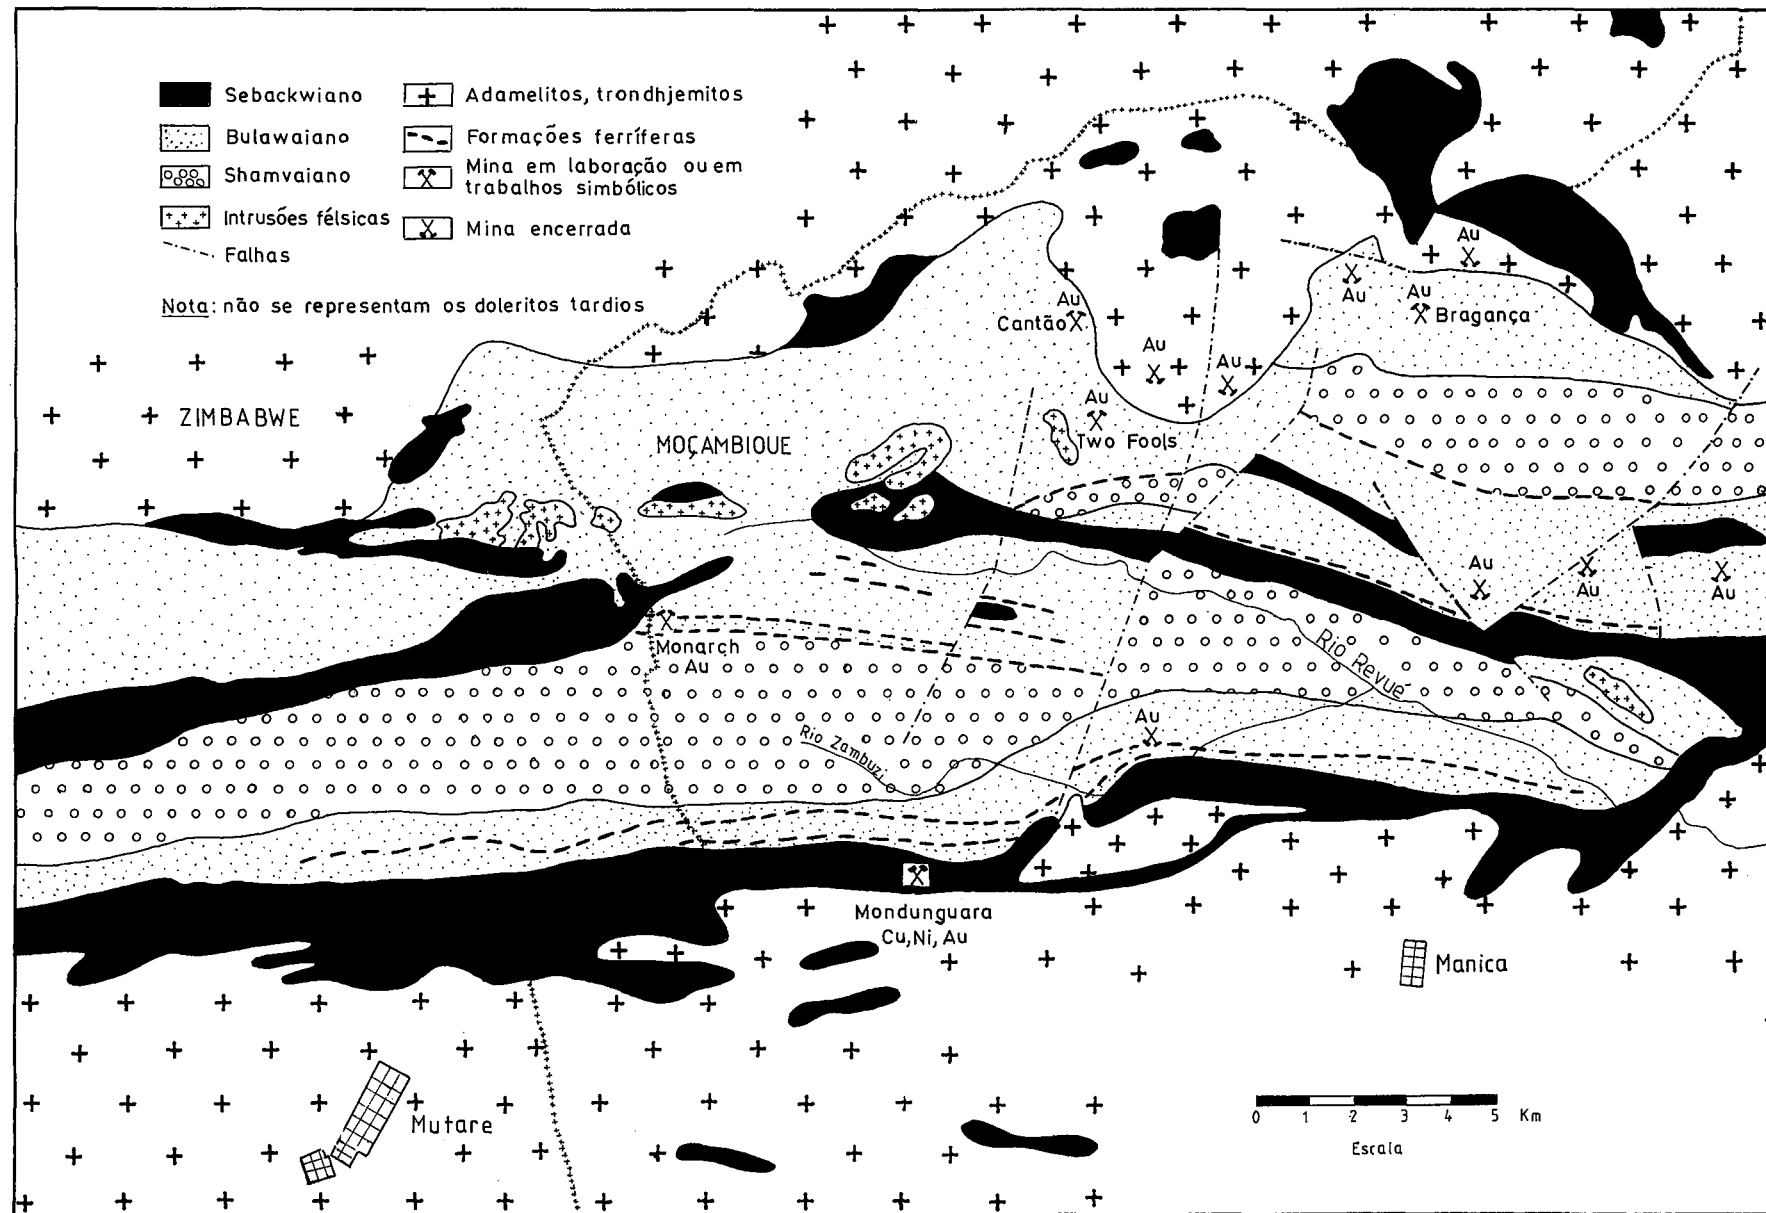 Sebackwiano
Bulawaiano
Shamvaiano
Intrusões félsicas
Falhas
Adamelitos, trondhjemitos
Formações ferríferas
Mina em laboração ou em
trabalhos simbólicos
Mina encerrada
Nota: não se representam os doleritos tardios
Au
Au
Au
Bragança
Au
Cantão
Au
Au
ZIMBABWE
MOÇAMBIQUE
Au
Two Fools
Au
Au
Au
Monarch
Au
Rio Revué
Au
Rio Zambuzi
Mondunguara
Cu, Ni, Au
Manica
Mutare
0 1 2 3 4 5 Km
Escala